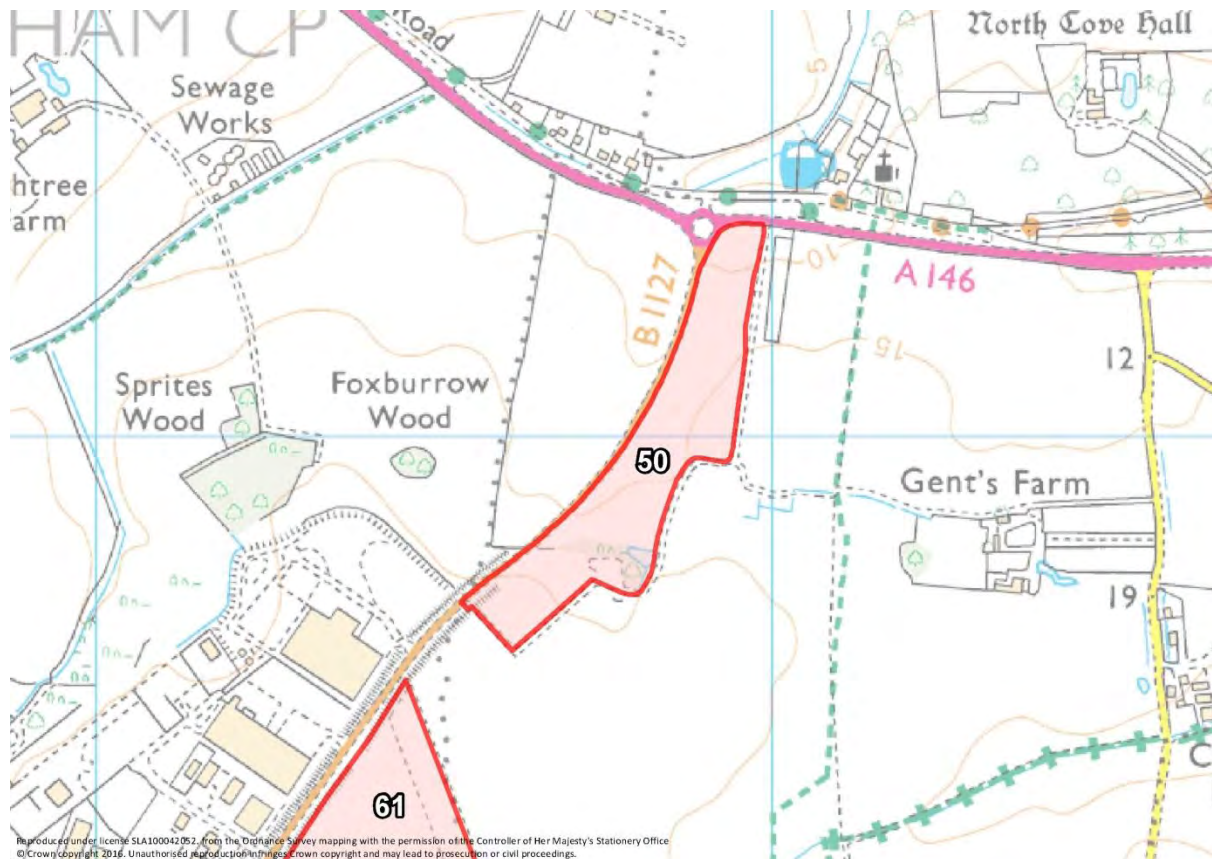 HAM CP
Road
North Cove Hall
Sewage
Works
5
htree
arm
10
B 1127
A 146
15
12
Sprites
Wood
Foxburrow
Wood
50
Gent's Farm
19
C
61
Reproduced under license SLA100042052, from the Ordnance Survey mapping with the permission of the Controller of Her Majesty's Stationery Office
© Crown copyright 2016. Unauthorised reproduction infringes Crown copyright and may lead to prosecution or civil proceedings.